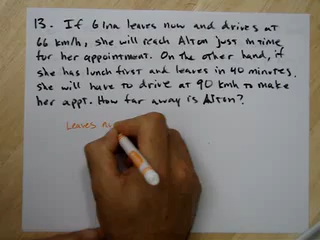 13. If Gina leaves now and drives at
66 km/h, she will reach Alton just in time
for her appointment. On the other hand, if
she has lunch first and leaves in 40 minutes,
she will have to drive at 90 kmh to make
her appt. How far away is Alton?
Leaves